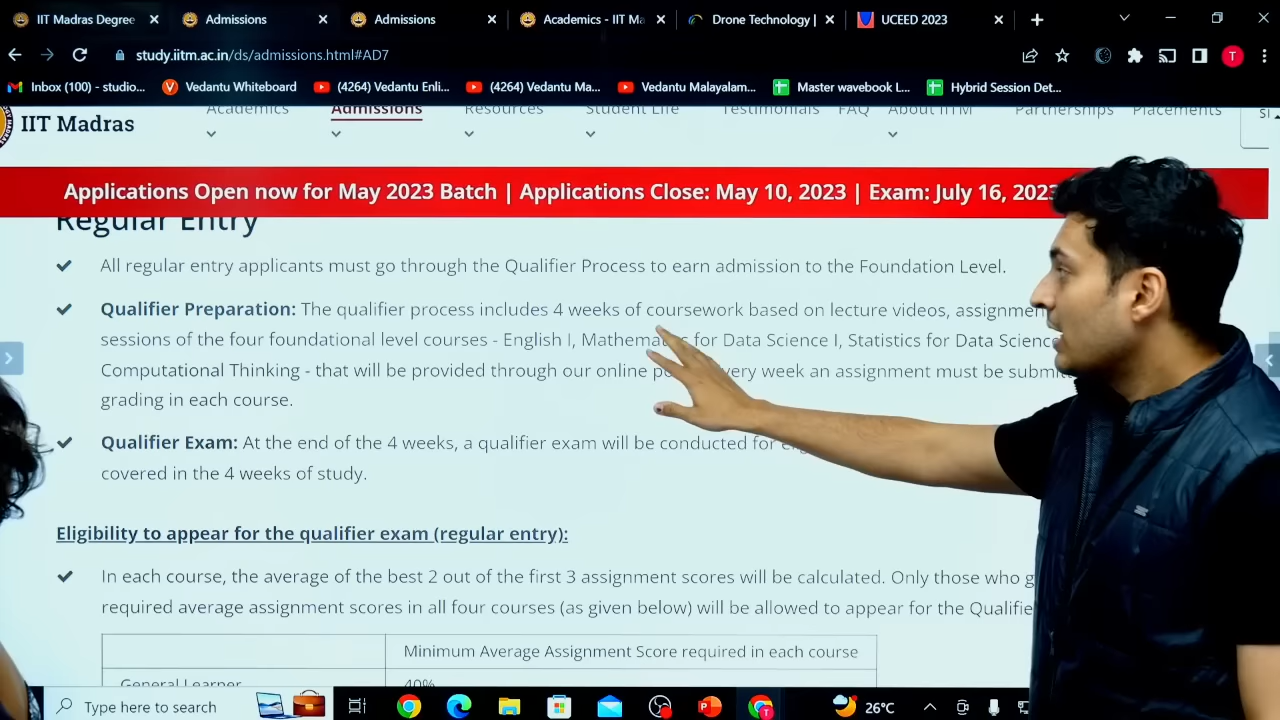 IIT Madras Degree
Admissions
Admissions
Academics - IIT Ma
Drone Technology |
UCEED 2023
study.iitm.ac.in/ds/admissions.html#AD7
T
Inbox (100) - studio...
Vedantu Whiteboard
(4264) Vedantu Enli...
(4264) Vedantu Ma...
Vedantu Malayalam...
Master wavebook L...
Hybrid Session Det...
IIT Madras
Academics
Admissions
Resources
Student Life
Testimonials
FAQ
About IITM
Partnerships
Placements
Applications Open now for May 2023 Batch | Applications Close: May 10, 2023 | Exam: July 16, 2023
Regular Entry
All regular entry applicants must go through the Qualifier Process to earn admission to the Foundation Level.
Qualifier Preparation: The qualifier process includes 4 weeks of coursework based on lecture videos, assignmen
sessions of the four foundational level courses - English I, Mathema s for Data Science I, Statistics for Data Science
Computational Thinking - that will be provided through our online po very week an assignment must be submi
grading in each course.
Qualifier Exam: At the end of the 4 weeks, a qualifier exam will be conducted for
covered in the 4 weeks of study.
Eligibility to appear for the qualifier exam (regular entry):
In each course, the average of the best 2 out of the first 3 assignment scores will be calculated. Only those who g
required average assignment scores in all four courses (as given below) will be allowed to appear for the Qualifie
Minimum Average Assignment Score required in each course
General Learner 40%
Type here to search
T
26°C